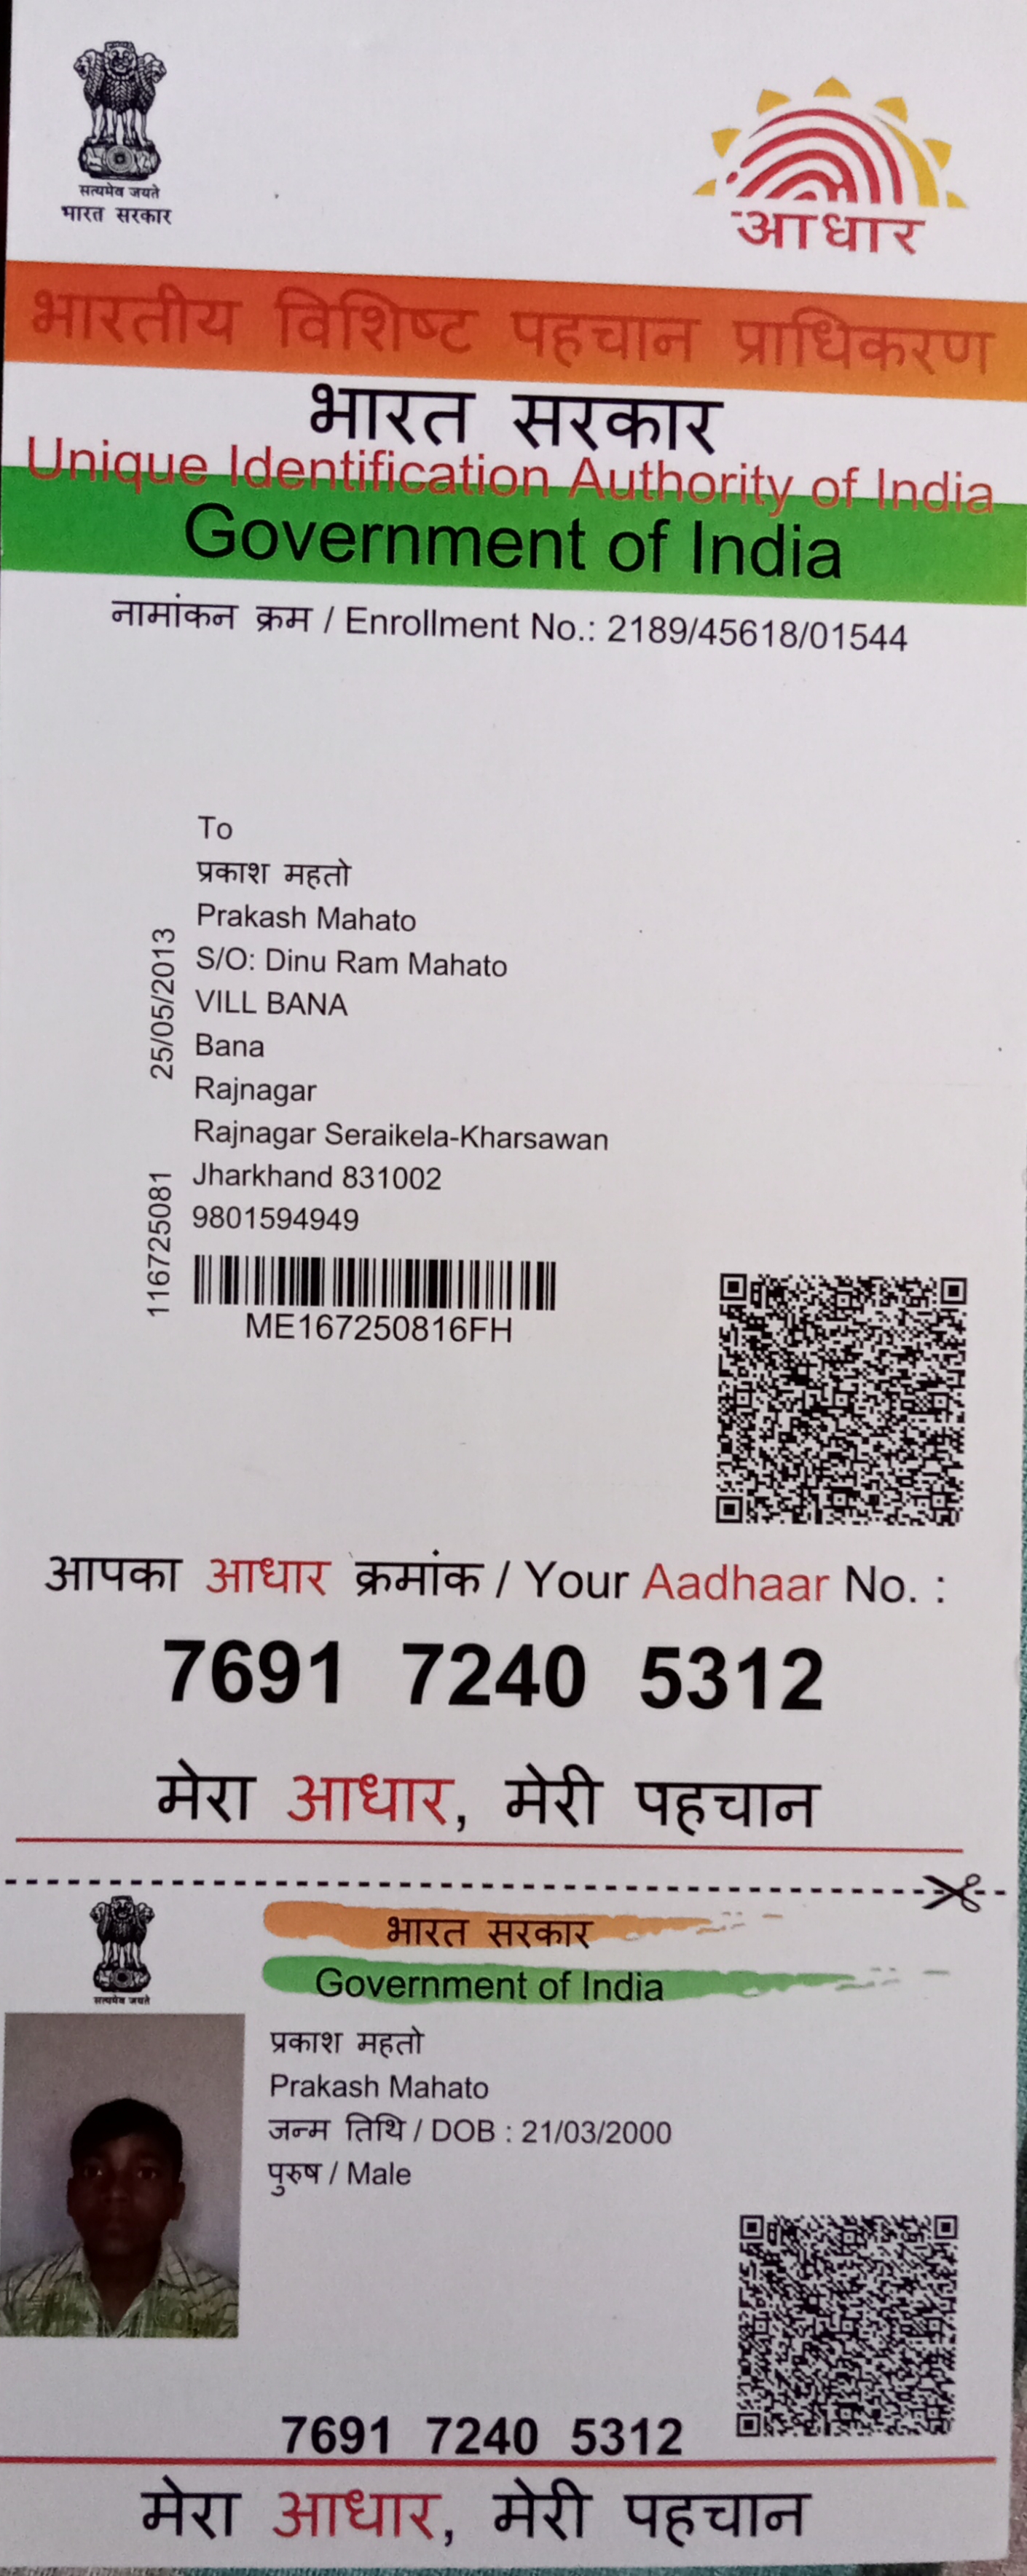 सत्यमेव जयते
भारत सरकार
आधार
भारतीय विशिष्ट पहचान प्राधिकरण
भारत सरकार
Unique Identification Authority of India
Government of India
नामांकन क्रम / Enrollment No.: 2189/45618/01544
To
प्रकाश महतो
Prakash Mahato
S/O: Dinu Ram Mahato
VILL BANA
Bana
Rajnagar
Rajnagar Seraikela-Kharsawan
Jharkhand 831002
9801594949
25/05/2013
116725081
ME167250816FH
आपका आधार क्रमांक / Your Aadhaar No. :
7691 7240 5312
मेरा आधार, मेरी पहचान
सत्यमेव जयते
भारत सरकार
Government of India
प्रकाश महतो
Prakash Mahato
जन्म तिथि / DOB : 21/03/2000
पुरुष / Male
7691 7240 5312
मेरा आधार, मेरी पहचान